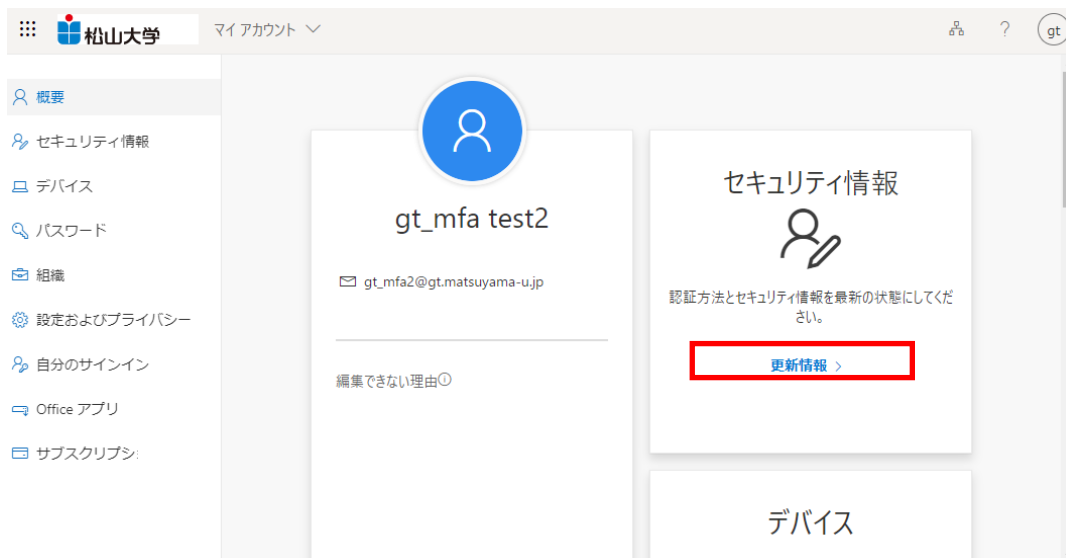 松山大学
マイ アカウント
?
gt
概要
セキュリティ情報
デバイス
パスワード
組織
設定およびプライバシー
自分のサインイン
Office アプリ
サブスクリプシ
gt_mfa test2
gt_mfa2@gt.matsuyama-u.jp
編集できない理由
セキュリティ情報
認証方法とセキュリティ情報を最新の状態にしてくだ
さい。
更新情報 >
デバイス